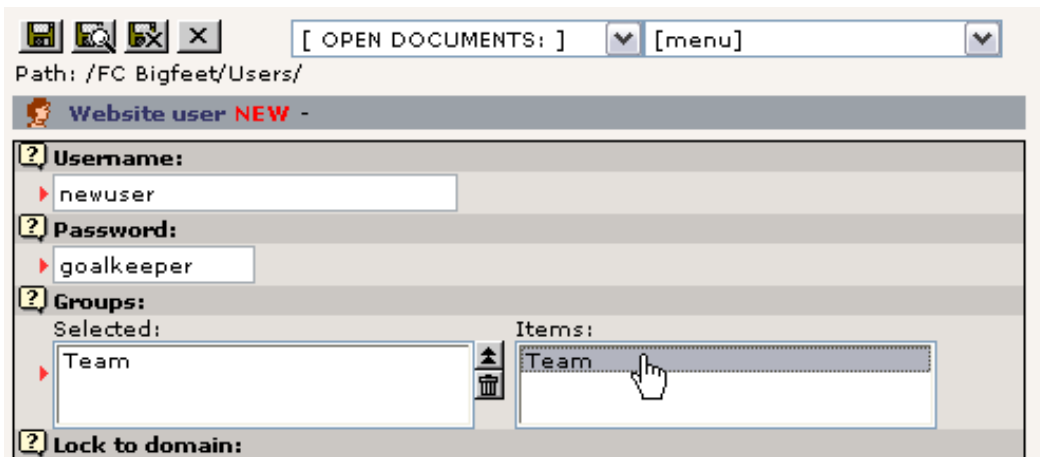 [ OPEN DOCUMENTS: ] [menu]
Path: /FC Bigfeet/Users/
Website user NEW -
? Username:
newuser
? Password:
goalkeeper
? Groups:
Selected: Items:
Team Team
? Lock to domain: